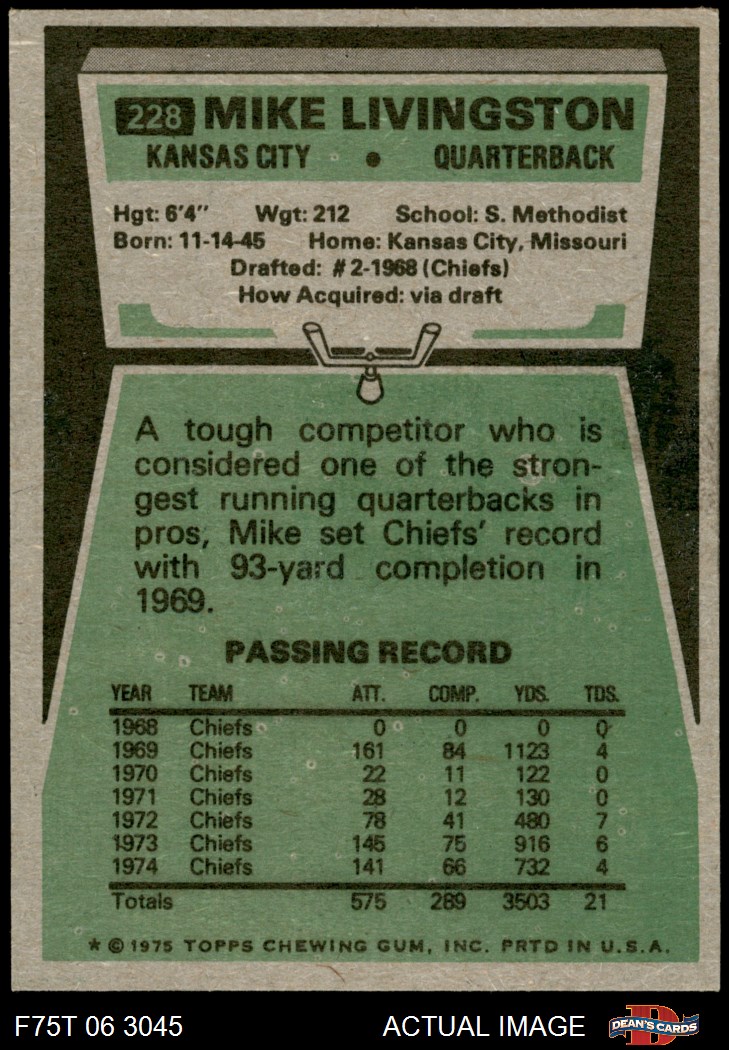 228 MIKE LIVINGSTON
KANSAS CITY • QUARTERBACK
Hgt: 6'4" Wgt: 212 School: S. Methodist
Born: 11-14-45 Home: Kansas City, Missouri
Drafted: #2-1968 (Chiefs)
How Acquired: via draft
A tough competitor who is
considered one of the stron-
gest running quarterbacks in
pros, Mike set Chiefs' record
with 93-yard completion in
1969.
PASSING RECORD
YEAR TEAM ATT. COMP. YDS. TDS.
1968 Chiefs 0 0 0 0
1969 Chiefs 161 84 1123 4
1970 Chiefs 22 11 122 0
1971 Chiefs 28 12 130 0
1972 Chiefs 78 41 480 7
1973 Chiefs 145 75 916 6
1974 Chiefs 141 66 732 4
Totals 575 289 3503 21
* © 1975 TOPPS CHEWING GUM, INC. PRTD IN U.S.A.
F75T 06 3045 ACTUAL IMAGE D DEAN'S CARDS